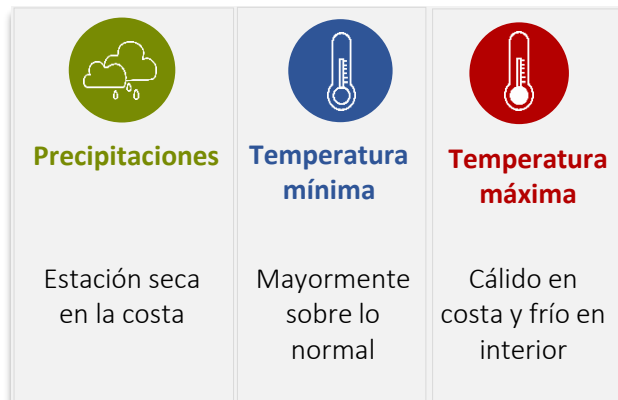 Precipitaciones
Estación seca
en la costa
Temperatura
mínima
Mayormente
sobre lo
normal
Temperatura
máxima
Cálido en
costa y frío en
interior